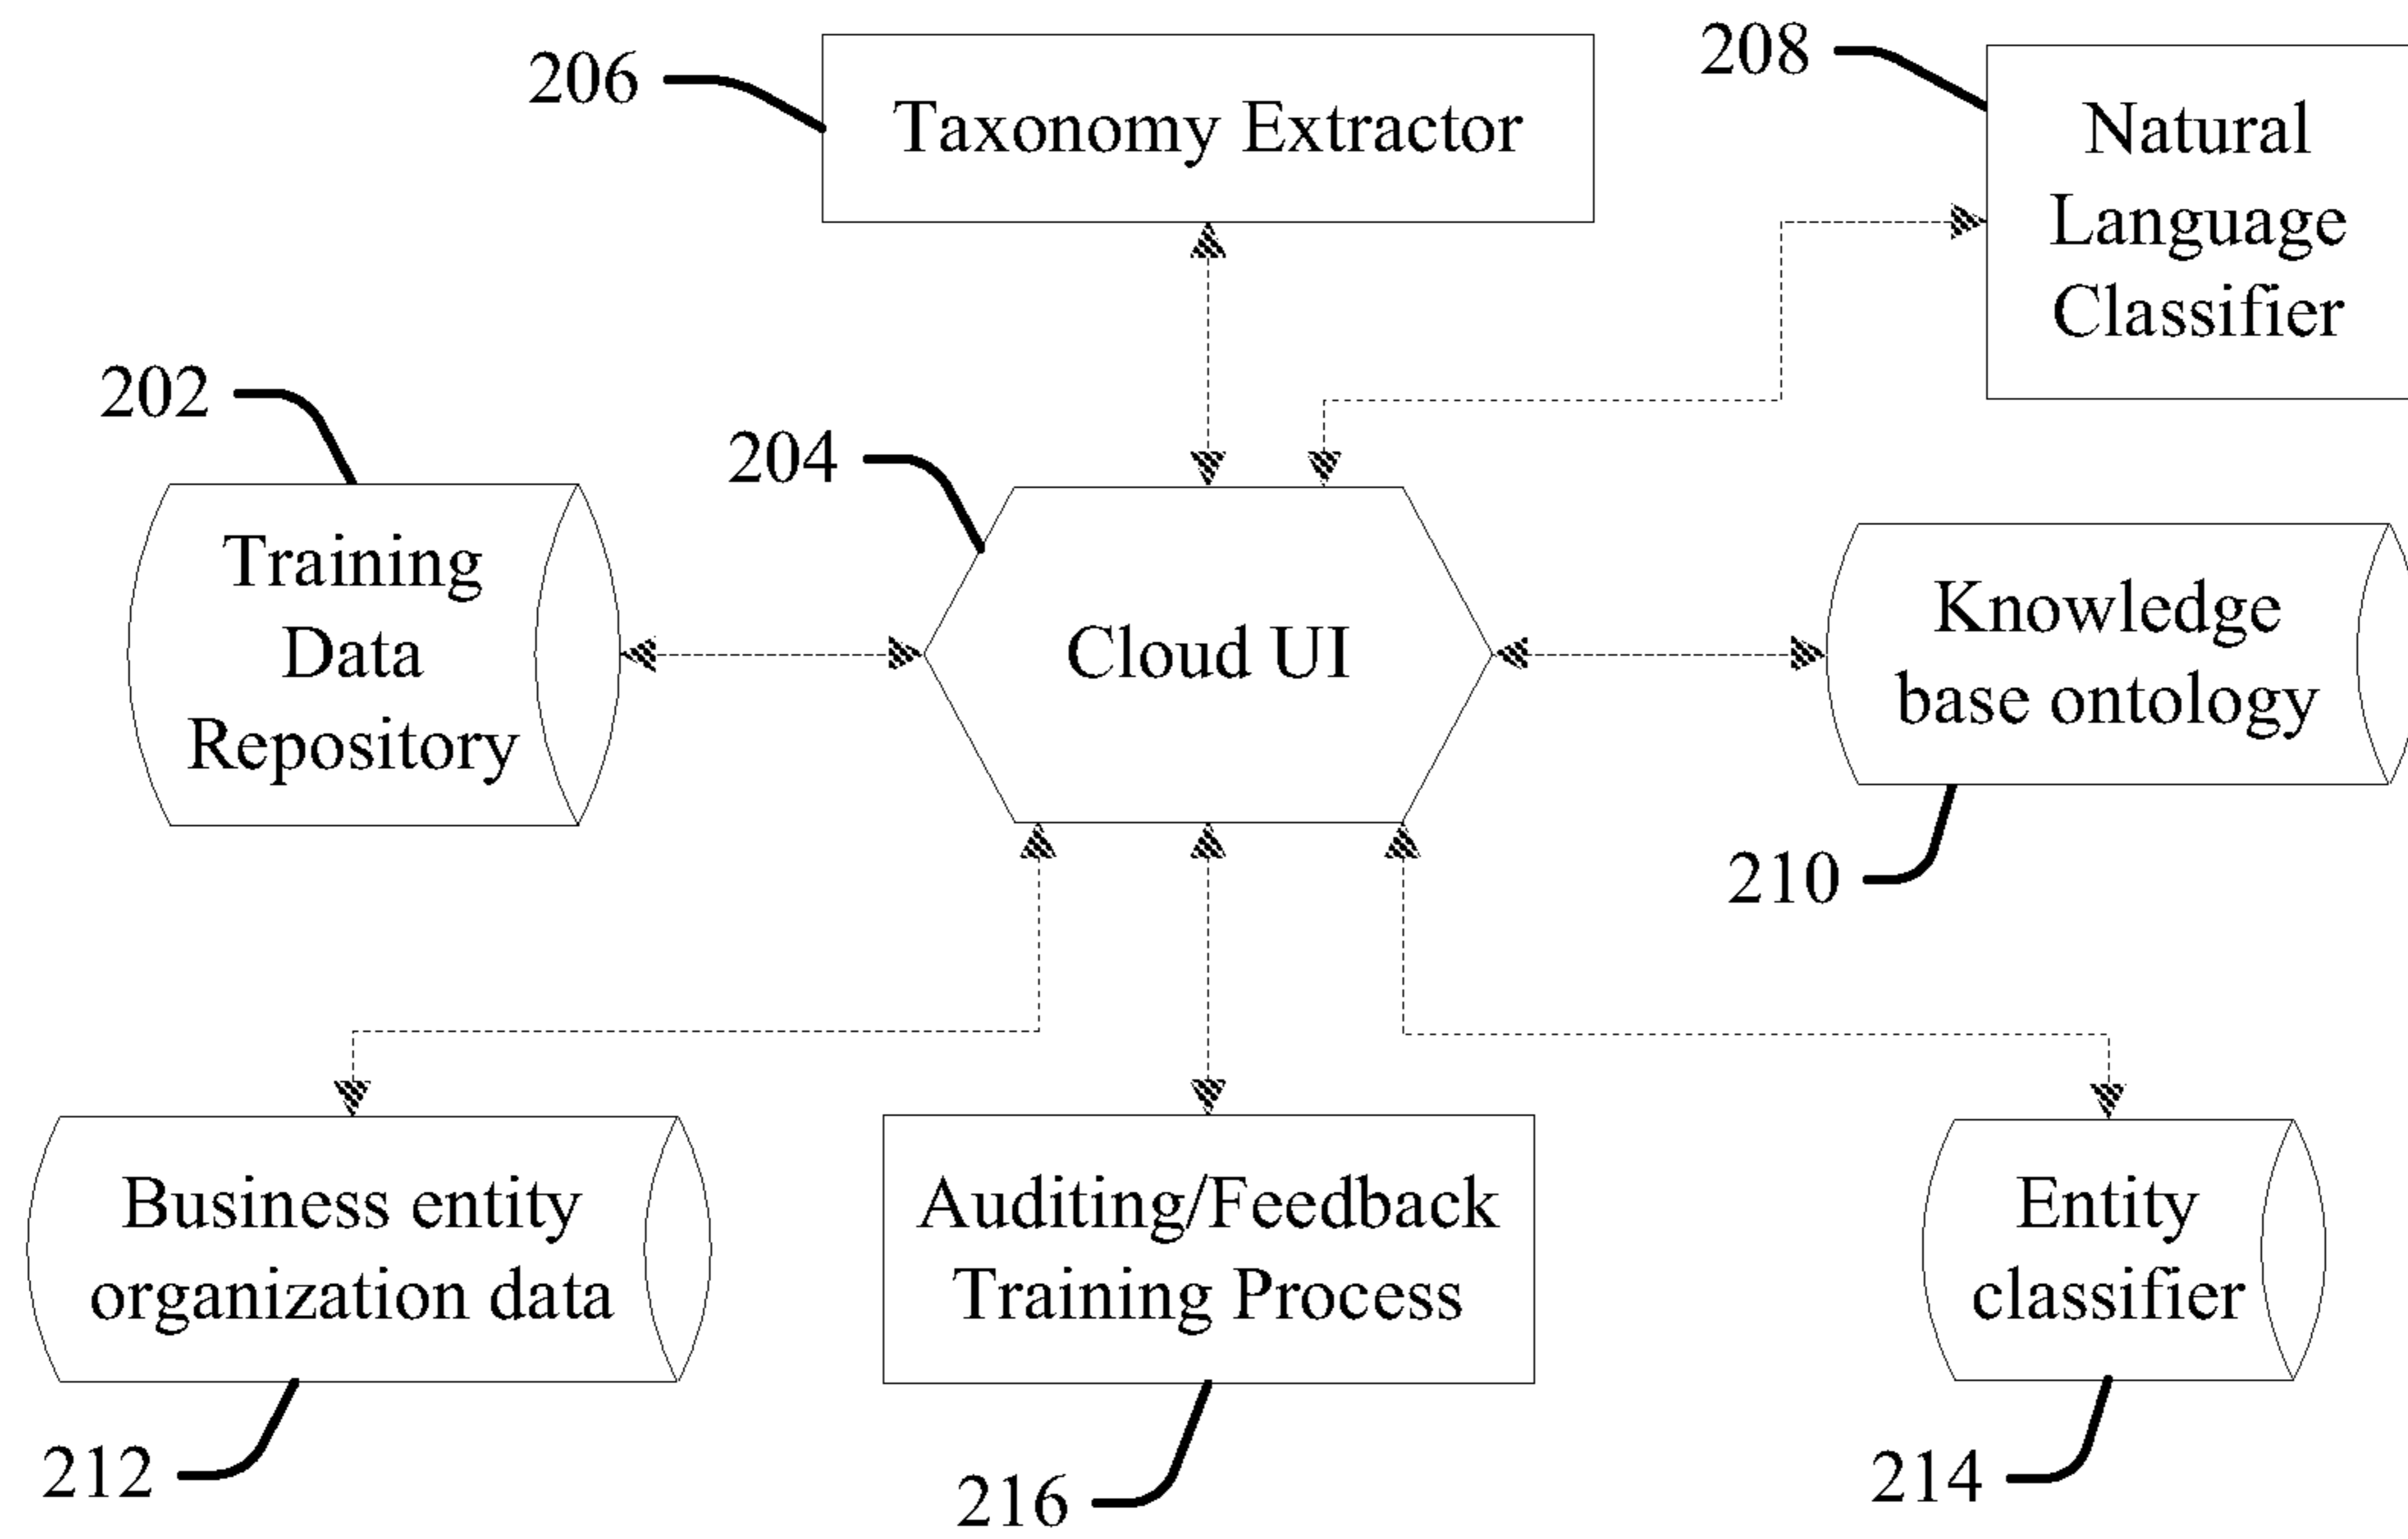 206
Taxonomy Extractor
208
Natural
Language
Classifier
202
Training
Data
Repository
204
Cloud UI
Knowledge
base ontology
210
Business entity
organization data
212
Auditing/Feedback
Training Process
216
Entity
classifier
214